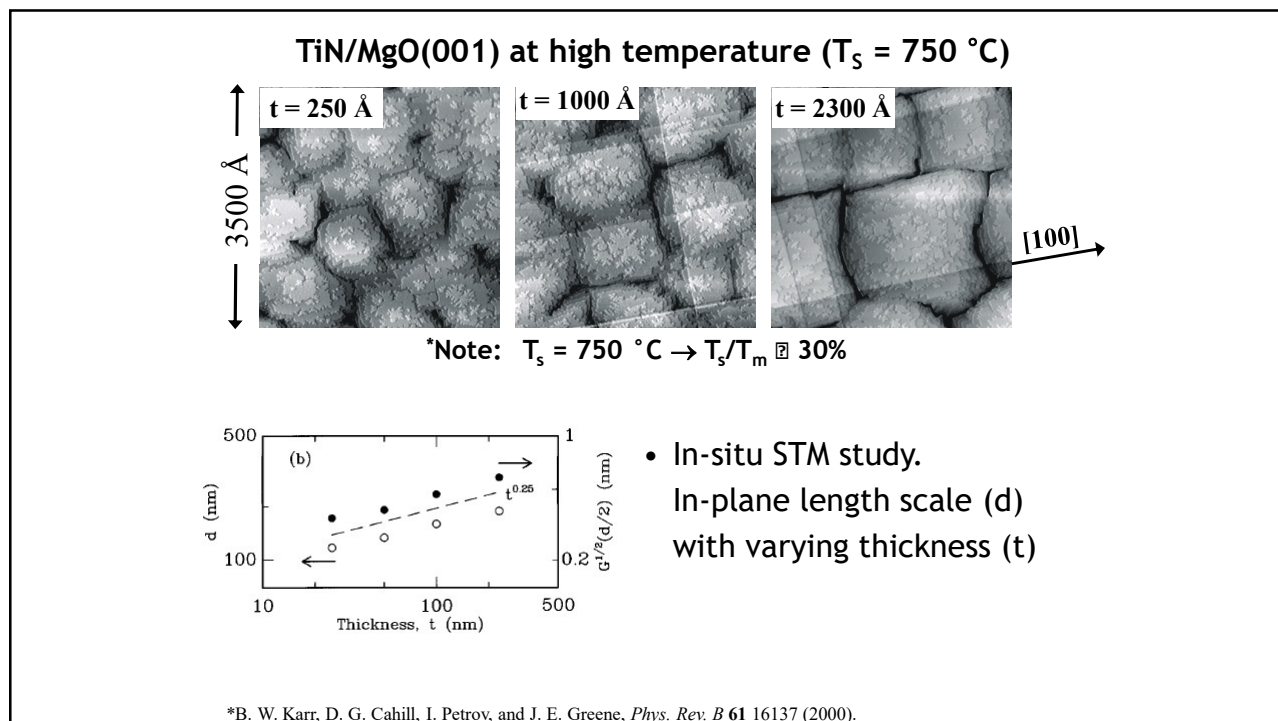 TiN/MgO(001) at high temperature (TS = 750 °C)
t = 250 Å
t = 1000 Å
t = 2300 Å
3500 Å
[100]
*Note: Ts = 750 °C → Ts/Tm 30%
500
1
(b)
t0.25
d (nm)
G1/2(d/2) (nm)
100
0.2
10
100
500
Thickness, t (nm)
• In-situ STM study.
In-plane length scale (d)
with varying thickness (t)
*B. W. Karr, D. G. Cahill, I. Petrov, and J. E. Greene, Phys. Rev. B 61 16137 (2000).